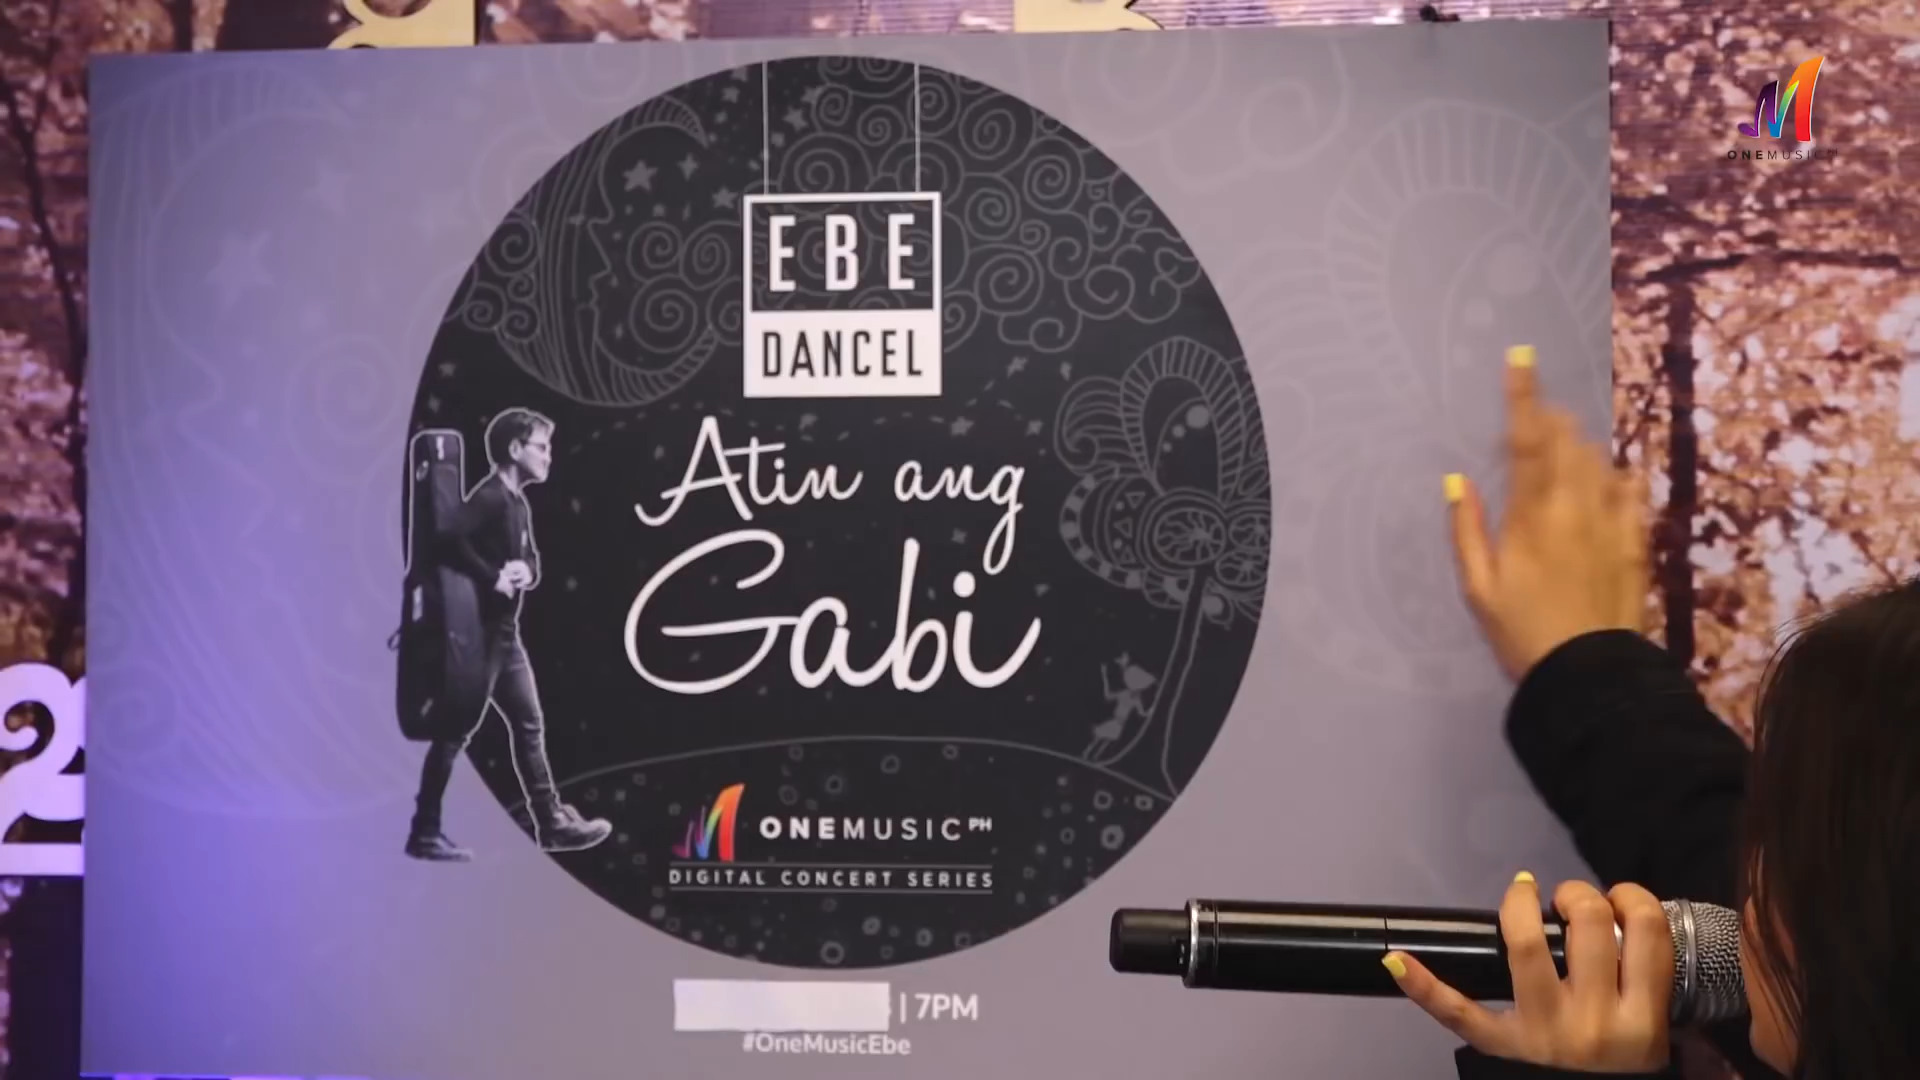 ONEMUSIC PH
EBE
DANCEL
Atin ang
Gabi
ONEMUSIC PH
DIGITAL CONCERT SERIES
| 7PM
#OneMusicEbe